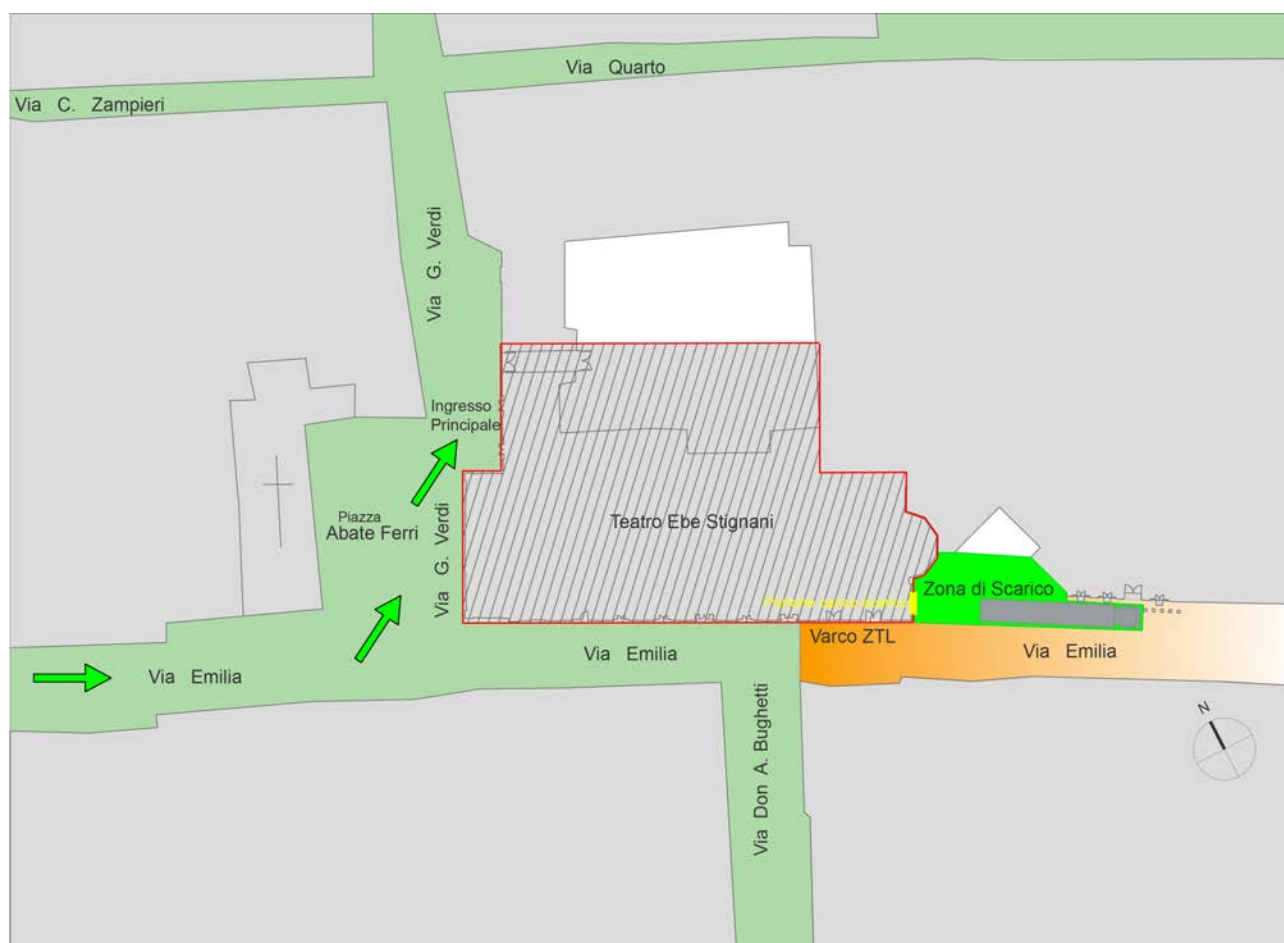 Via Quarto
Via C. Zampieri
Via G. Verdi
Ingresso
Principale
Piazza
Abate Ferri
Via G. Verdi
Teatro Ebe Stignani
Zona di Scarico
Varco ZTL
Via Emilia
Via Emilia
Via Emilia
Via Don A. Bughetti
N